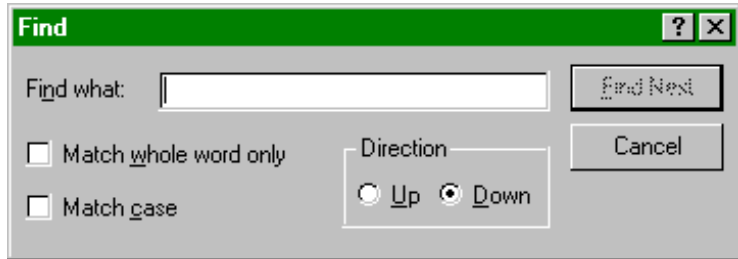 Find
Find what:
Find Next
Match whole word only
Direction
Cancel
Up Down
Match case